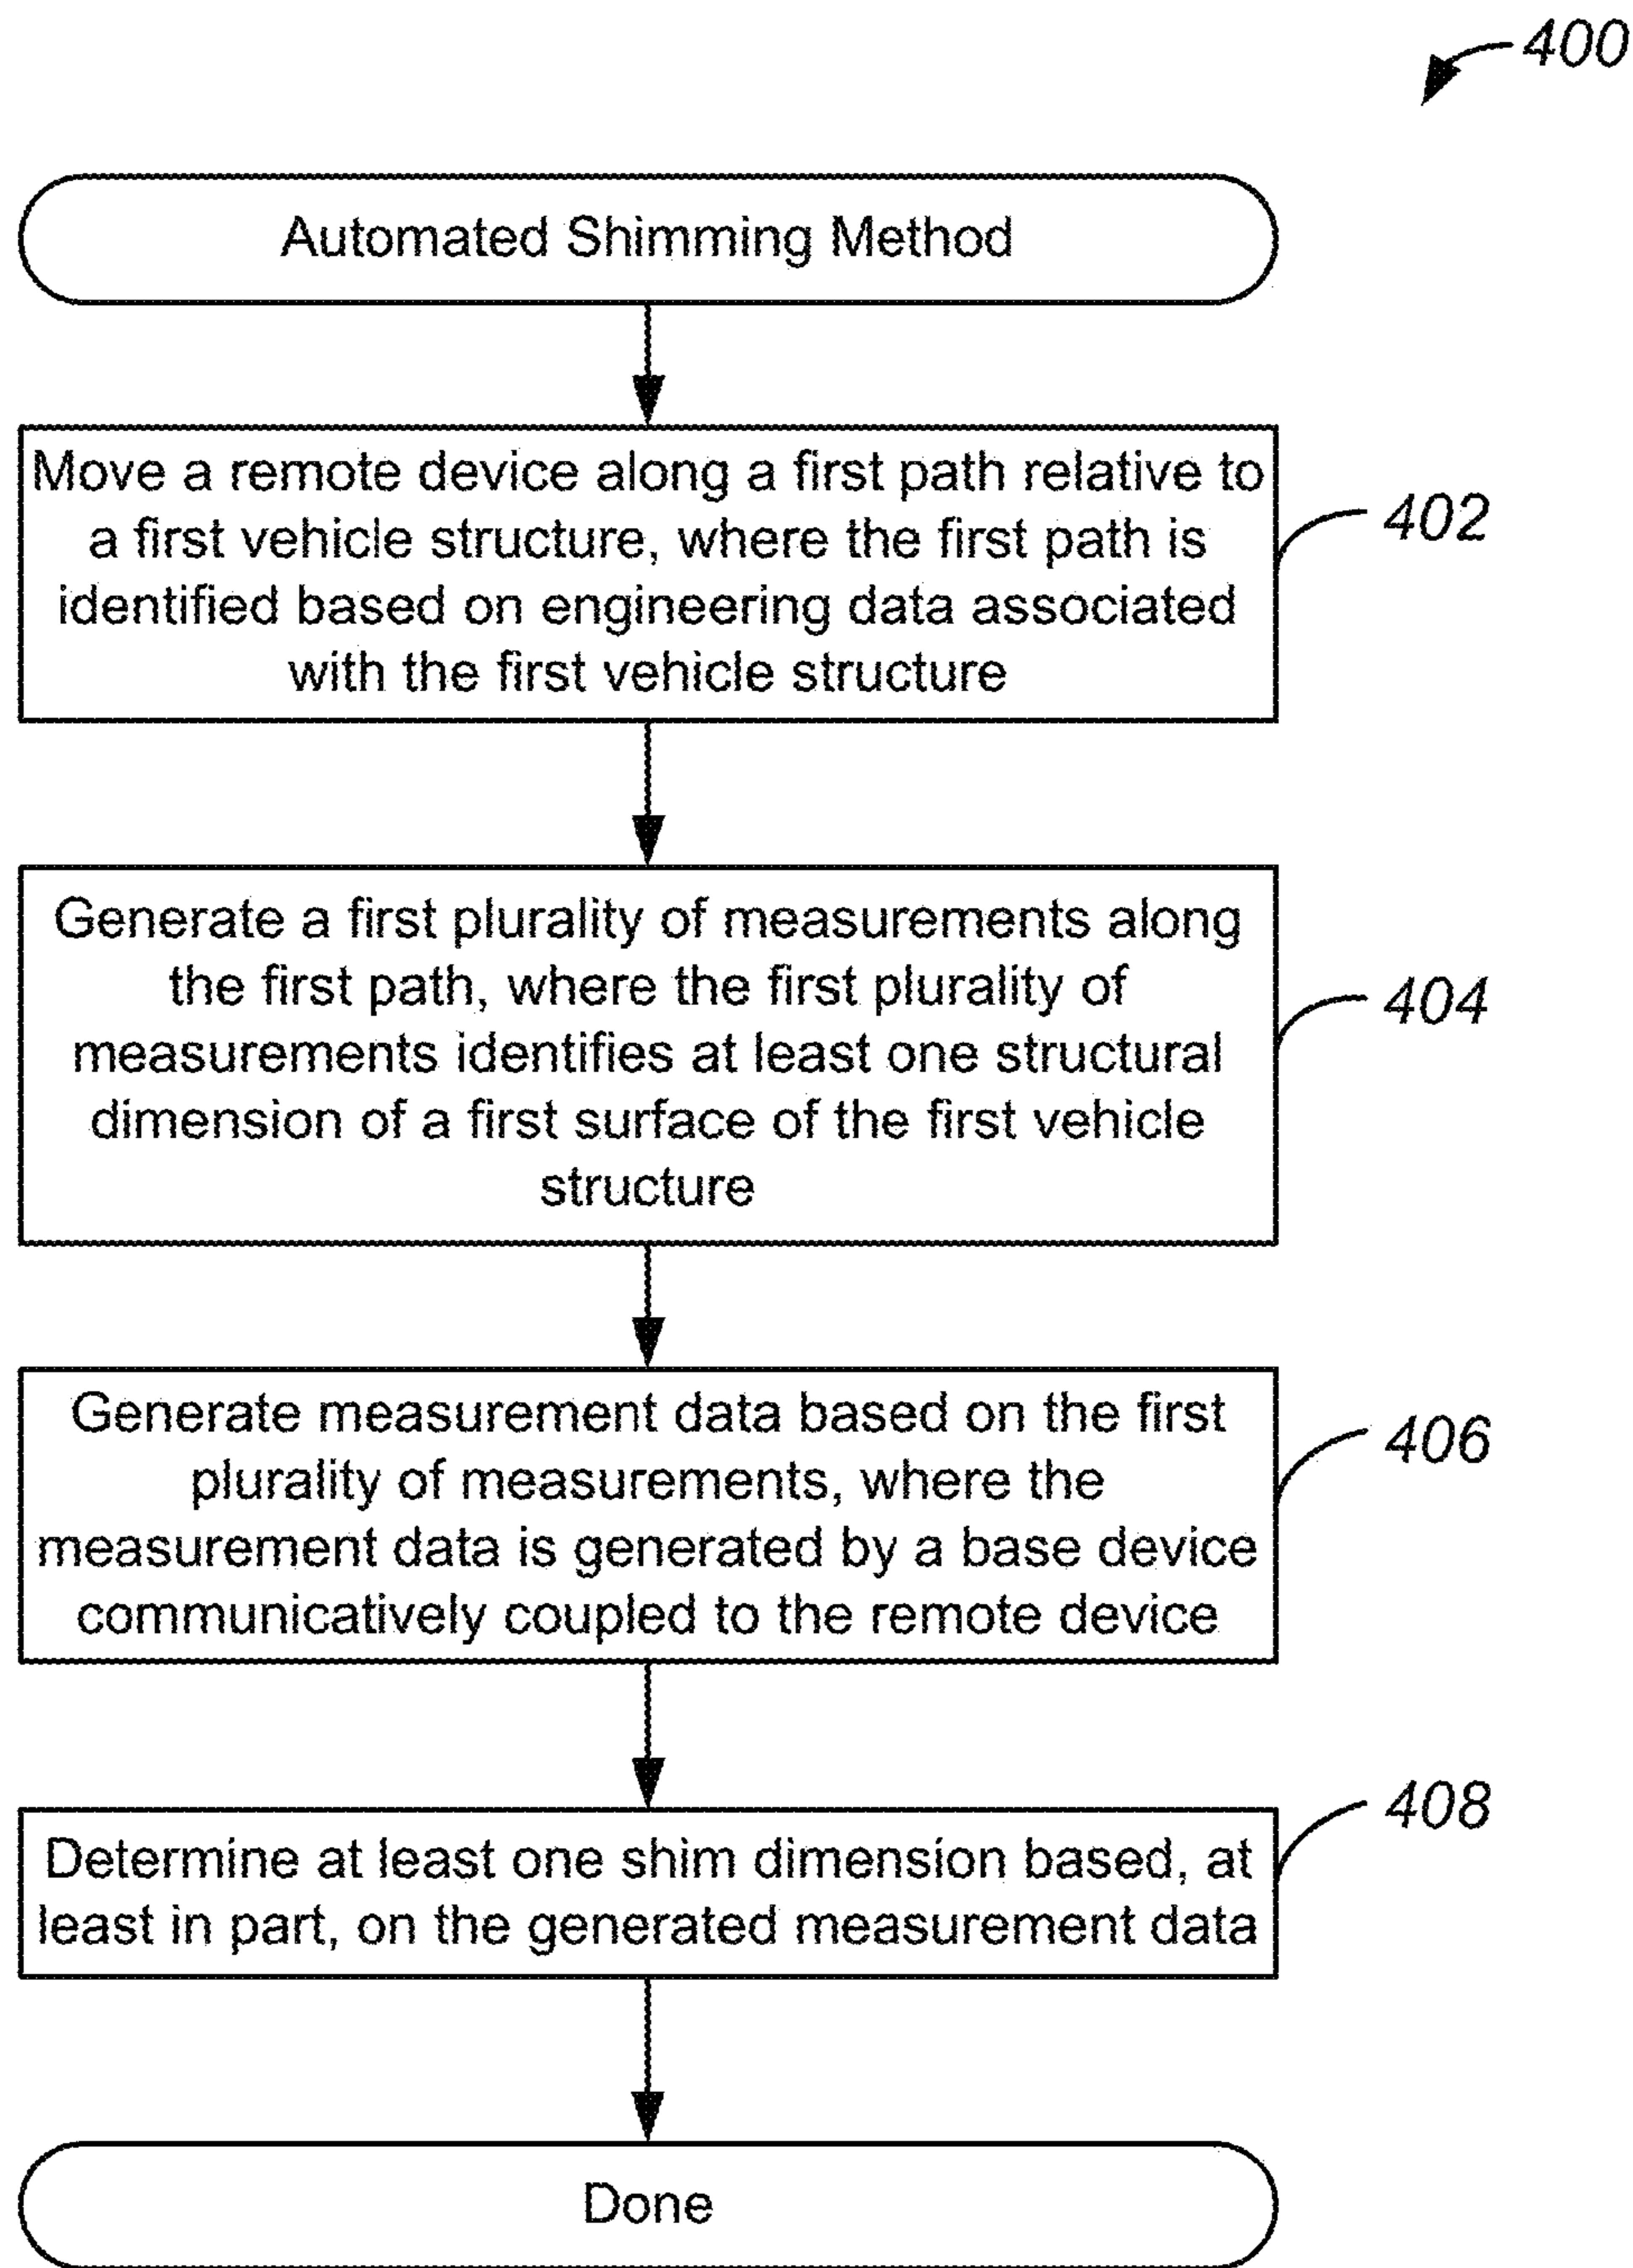 400
Automated Shimming Method
Move a remote device along a first path relative to
a first vehicle structure, where the first path is
identified based on engineering data associated
with the first vehicle structure
402
Generate a first plurality of measurements along
the first path, where the first plurality of
measurements identifies at least one structural
dimension of a first surface of the first vehicle
structure
404
Generate measurement data based on the first
plurality of measurements, where the
measurement data is generated by a base device
communicatively coupled to the remote device
406
Determine at least one shim dimension based, at
least in part, on the generated measurement data
408
Done